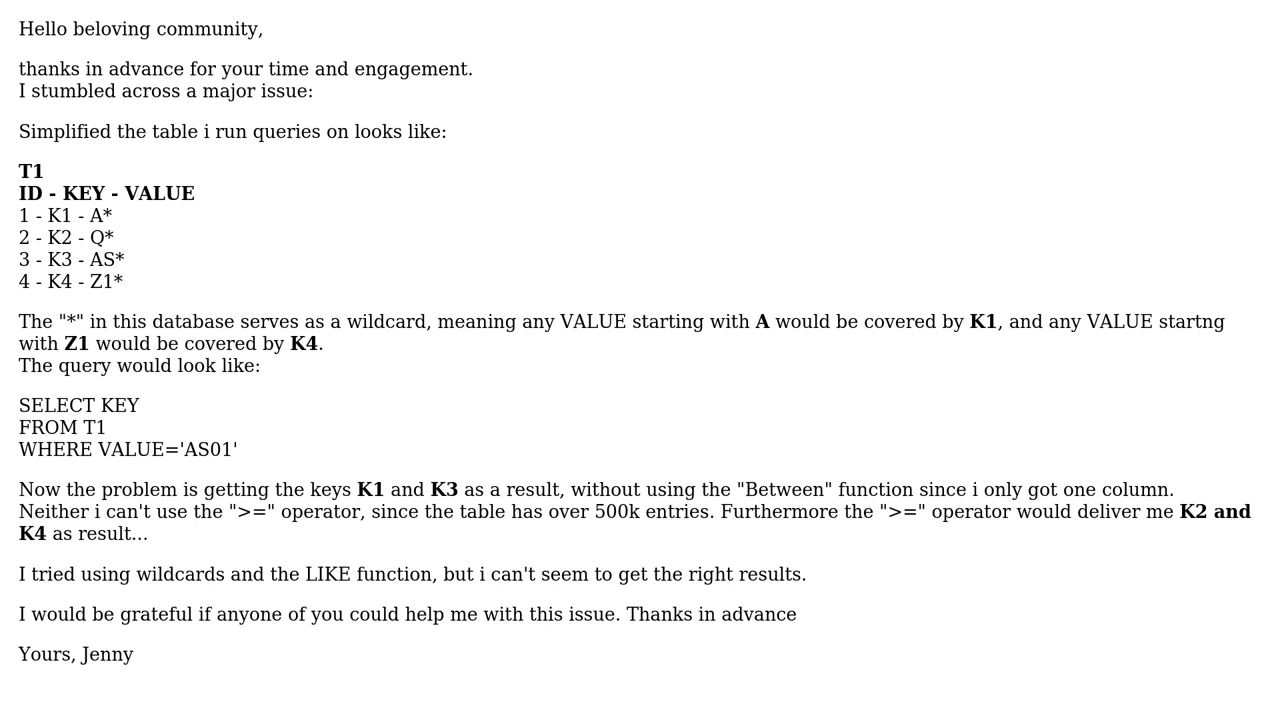 Hello beloving community,
thanks in advance for your time and engagement.
I stumbled across a major issue:
Simplified the table i run queries on looks like:
T1
ID - KEY - VALUE
1 - K1 - A*
2 - K2 - Q*
3 - K3 - AS*
4 - K4 - Z1*
The "*" in this database serves as a wildcard, meaning any VALUE starting with A would be covered by K1, and any VALUE startng
with Z1 would be covered by K4.
The query would look like:
SELECT KEY
FROM T1
WHERE VALUE='AS01'
Now the problem is getting the keys K1 and K3 as a result, without using the "Between" function since i only got one column.
Neither i can't use the ">=" operator, since the table has over 500k entries. Furthermore the ">=" operator would deliver me K2 and
K4 as result...
I tried using wildcards and the LIKE function, but i can't seem to get the right results.
I would be grateful if anyone of you could help me with this issue. Thanks in advance
Yours, Jenny